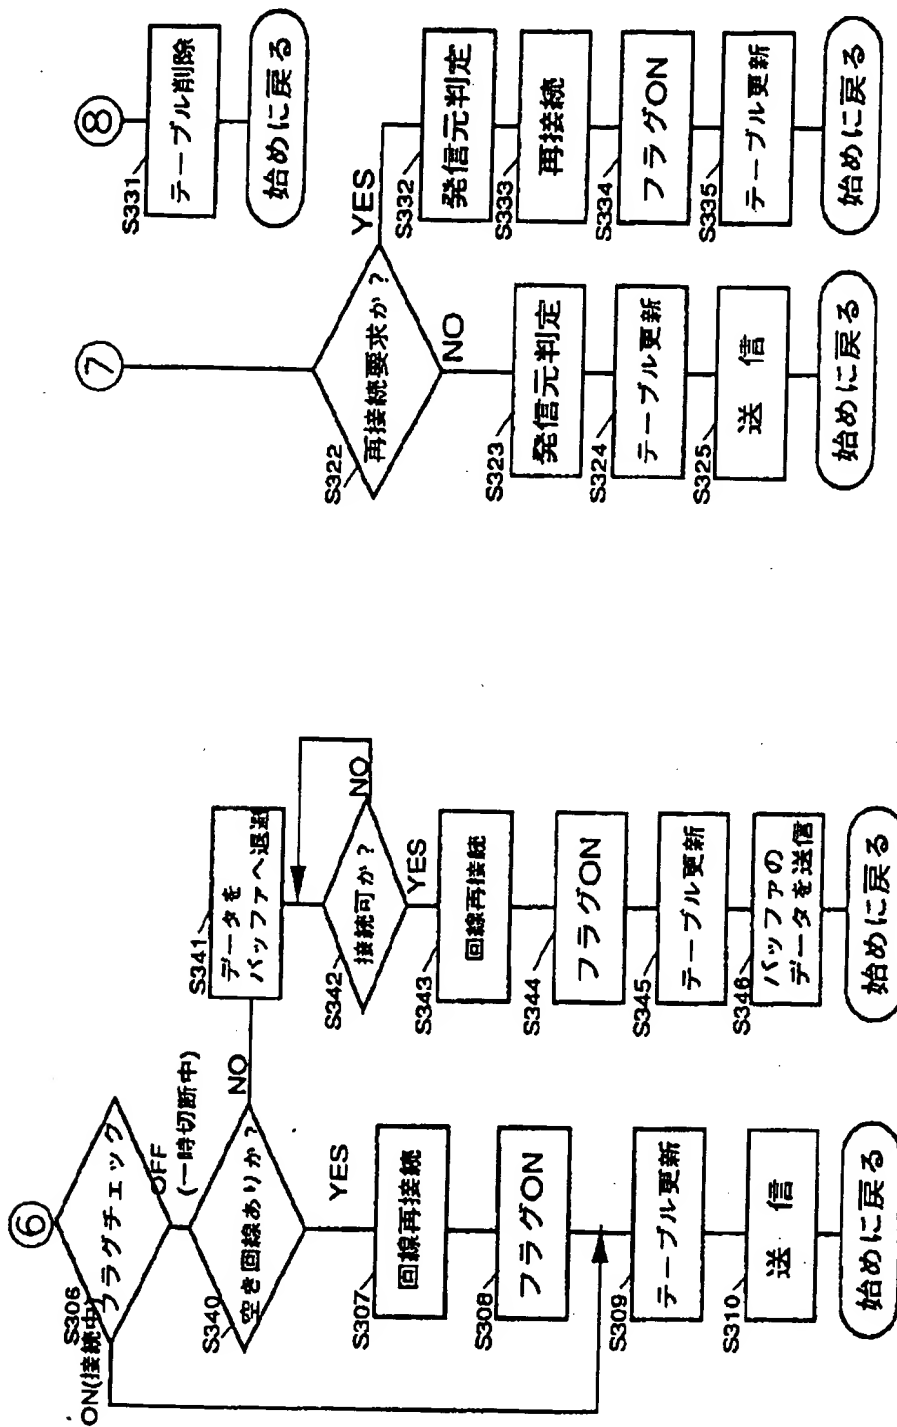 ⑥
S306
フラグチェック
ON(接続中)
OFF
(一時切断中)
S340
空き回線ありか?
NO
YES
S307
回線再接続
S308
フラグON
S309
テーブル更新
S310
送 信
始めに戻る
S341
データを
バッファへ退避
S342
接続可か?
NO
YES
S343
回線再接続
S344
フラグON
S345
テーブル更新
S346
バッファの
データを送信
始めに戻る
⑦
S322
再接続要求か?
YES
NO
S323
発信元判定
S324
テーブル更新
S325
送 信
始めに戻る
S332
発信元判定
S333
再接続
S334
フラグON
S335
テーブル更新
始めに戻る
⑧
S331
テーブル削除
始めに戻る